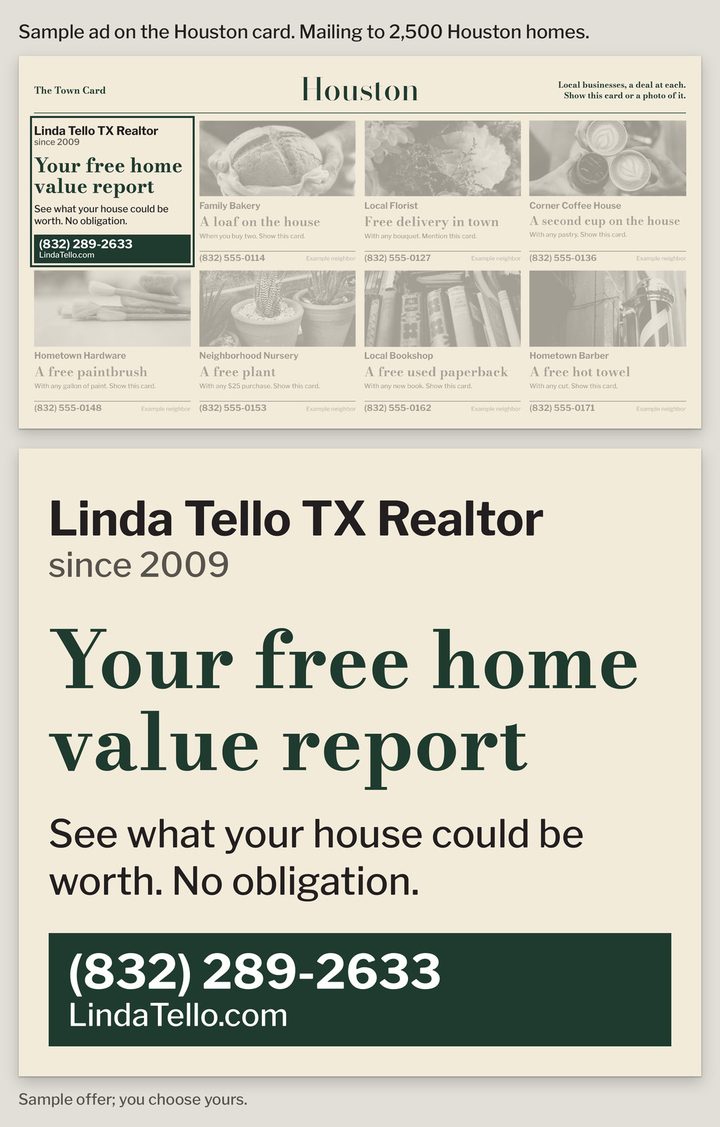 Sample ad on the Houston card. Mailing to 2,500 Houston homes.
The Town Card
Houston
Local businesses, a deal at each.
Show this card or a photo of it.
Linda Tello TX Realtor
since 2009
Your free home
value report
See what your house could be
worth. No obligation.
(832) 289-2633
LindaTello.com
Family Bakery
A loaf on the house
When you buy two. Show this card.
(832) 555-0114
Example neighbor
Local Florist
Free delivery in town
With any bouquet. Mention this card.
(832) 555-0127
Example neighbor
Corner Coffee House
A second cup on the house
With any pastry. Show this card.
(832) 555-0136
Example neighbor
Hometown Hardware
A free paintbrush
With any gallon of paint. Show this card.
(832) 555-0148
Example neighbor
Neighborhood Nursery
A free plant
With any $25 purchase. Show this card.
(832) 555-0153
Example neighbor
Local Bookshop
A free used paperback
With any new book. Show this card.
(832) 555-0162
Example neighbor
Hometown Barber
A free hot towel
With any cut. Show this card.
(832) 555-0171
Example neighbor
Linda Tello TX Realtor
since 2009
Your free home
value report
See what your house could be
worth. No obligation.
(832) 289-2633
LindaTello.com
Sample offer; you choose yours.